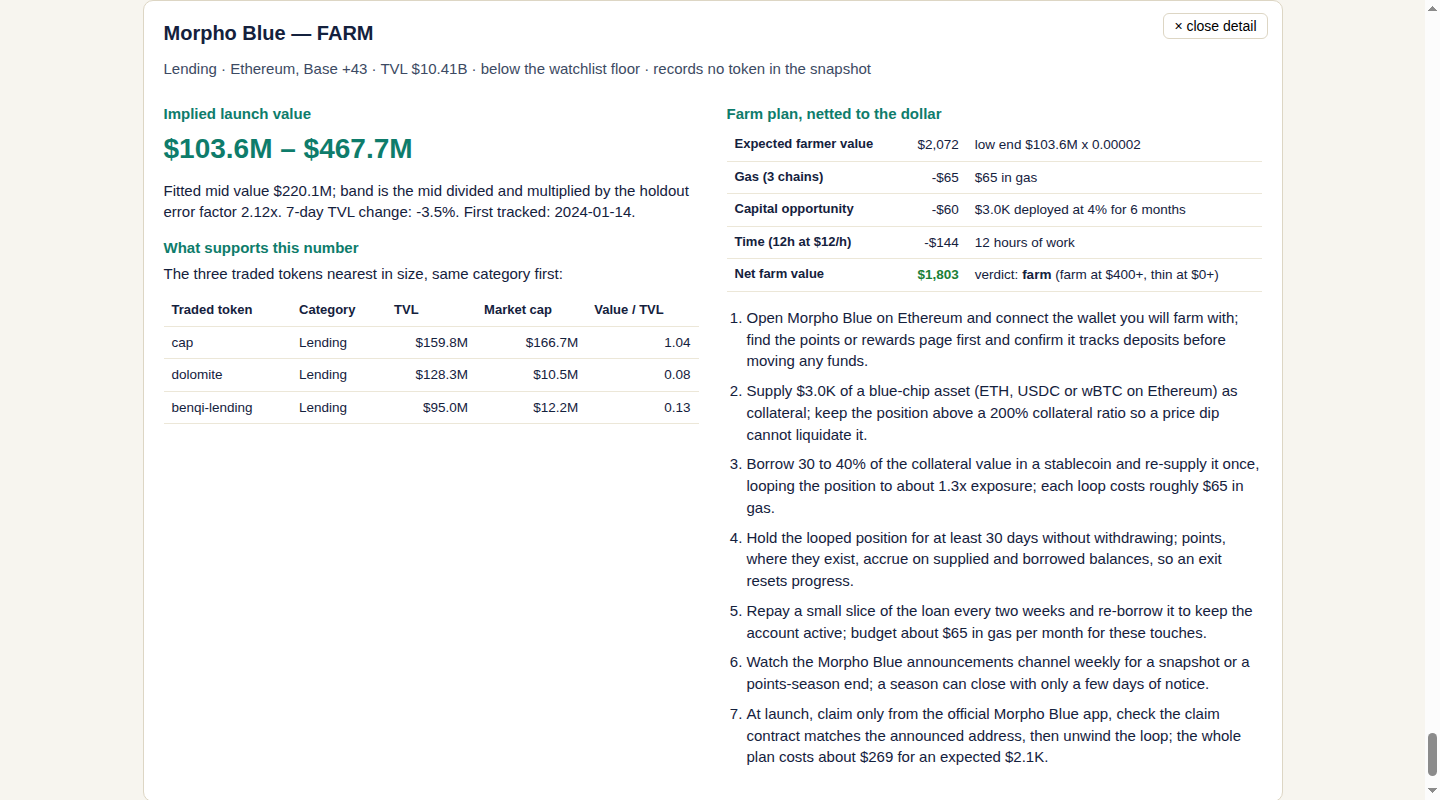 Morpho Blue — FARM
× close detail
Lending · Ethereum, Base +43 · TVL $10.41B · below the watchlist floor · records no token in the snapshot
Implied launch value
$103.6M – $467.7M
Fitted mid value $220.1M; band is the mid divided and multiplied by the holdout
error factor 2.12x. 7-day TVL change: -3.5%. First tracked: 2024-01-14.
What supports this number
The three traded tokens nearest in size, same category first:
Traded token Category TVL Market cap Value / TVL
cap Lending $159.8M $166.7M 1.04
dolomite Lending $128.3M $10.5M 0.08
benqi-lending Lending $95.0M $12.2M 0.13
Farm plan, netted to the dollar
Expected farmer value $2,072 low end $103.6M x 0.00002
Gas (3 chains) -$65 $65 in gas
Capital opportunity -$60 $3.0K deployed at 4% for 6 months
Time (12h at $12/h) -$144 12 hours of work
Net farm value $1,803 verdict: farm (farm at $400+, thin at $0+)
1. Open Morpho Blue on Ethereum and connect the wallet you will farm with;
find the points or rewards page first and confirm it tracks deposits before
moving any funds.
2. Supply $3.0K of a blue-chip asset (ETH, USDC or wBTC on Ethereum) as
collateral; keep the position above a 200% collateral ratio so a price dip
cannot liquidate it.
3. Borrow 30 to 40% of the collateral value in a stablecoin and re-supply it once,
looping the position to about 1.3x exposure; each loop costs roughly $65 in
gas.
4. Hold the looped position for at least 30 days without withdrawing; points,
where they exist, accrue on supplied and borrowed balances, so an exit
resets progress.
5. Repay a small slice of the loan every two weeks and re-borrow it to keep the
account active; budget about $65 in gas per month for these touches.
6. Watch the Morpho Blue announcements channel weekly for a snapshot or a
points-season end; a season can close with only a few days of notice.
7. At launch, claim only from the official Morpho Blue app, check the claim
contract matches the announced address, then unwind the loop; the whole
plan costs about $269 for an expected $2.1K.